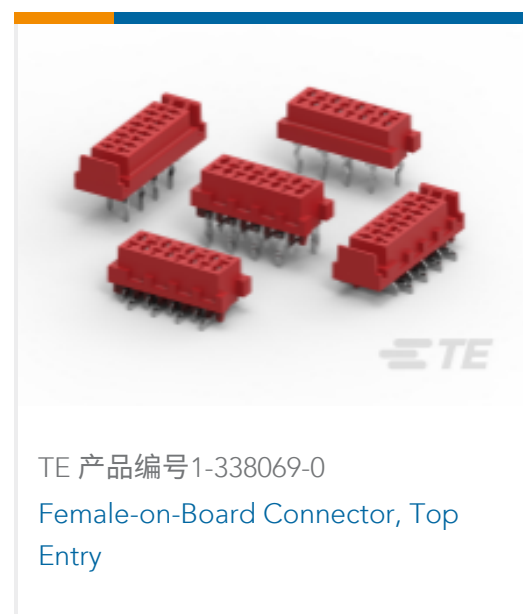 TE
TE 产品编号1-338069-0
Female-on-Board Connector, Top
Entry